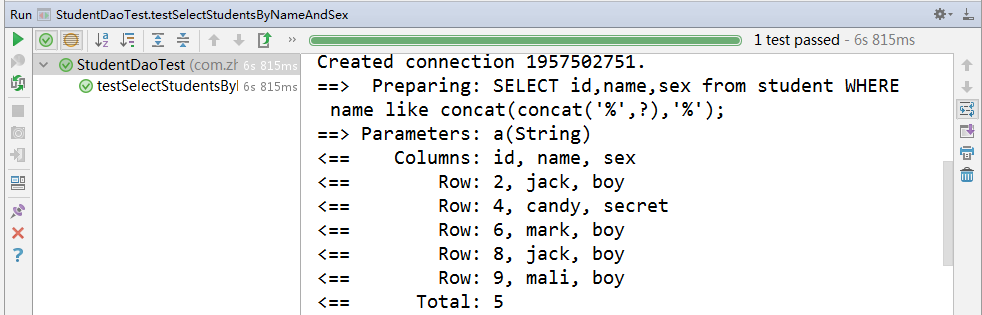 Run StudentDaoTest.testSelectStudentsByNameAndSex
1 test passed - 6s 815ms
StudentDaoTest (com.zh 6s 815ms
testSelectStudentsByI 6s 815ms
Created connection 1957502751.
==>  Preparing: SELECT id,name,sex from student WHERE
name like concat(concat('%',?),'%');
==> Parameters: a(String)
<==    Columns: id, name, sex
<==        Row: 2, jack, boy
<==        Row: 4, candy, secret
<==        Row: 6, mark, boy
<==        Row: 8, jack, boy
<==        Row: 9, mali, boy
<==      Total: 5